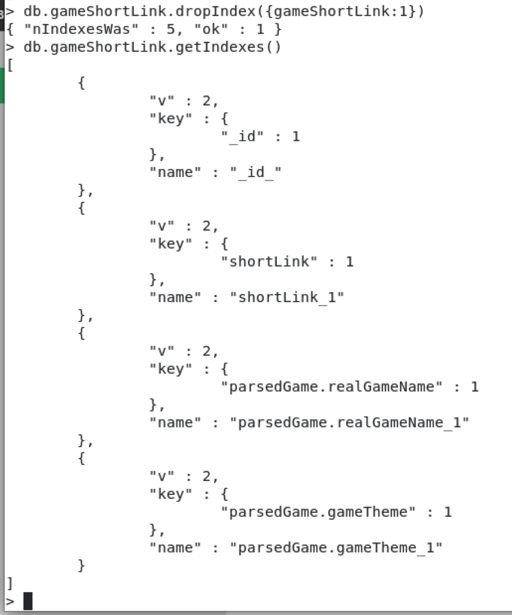 > db.gameShortLink.dropIndex({gameShortLink:1})
{ "nIndexesWas" : 5, "ok" : 1 }
> db.gameShortLink.getIndexes()
[
        {
                "v" : 2,
                "key" : {
                        "_id" : 1
                },
                "name" : "_id_"
        },
        {
                "v" : 2,
                "key" : {
                        "shortLink" : 1
                },
                "name" : "shortLink_1"
        },
        {
                "v" : 2,
                "key" : {
                        "parsedGame.realGameName" : 1
                },
                "name" : "parsedGame.realGameName_1"
        },
        {
                "v" : 2,
                "key" : {
                        "parsedGame.gameTheme" : 1
                },
                "name" : "parsedGame.gameTheme_1"
        }
]
>